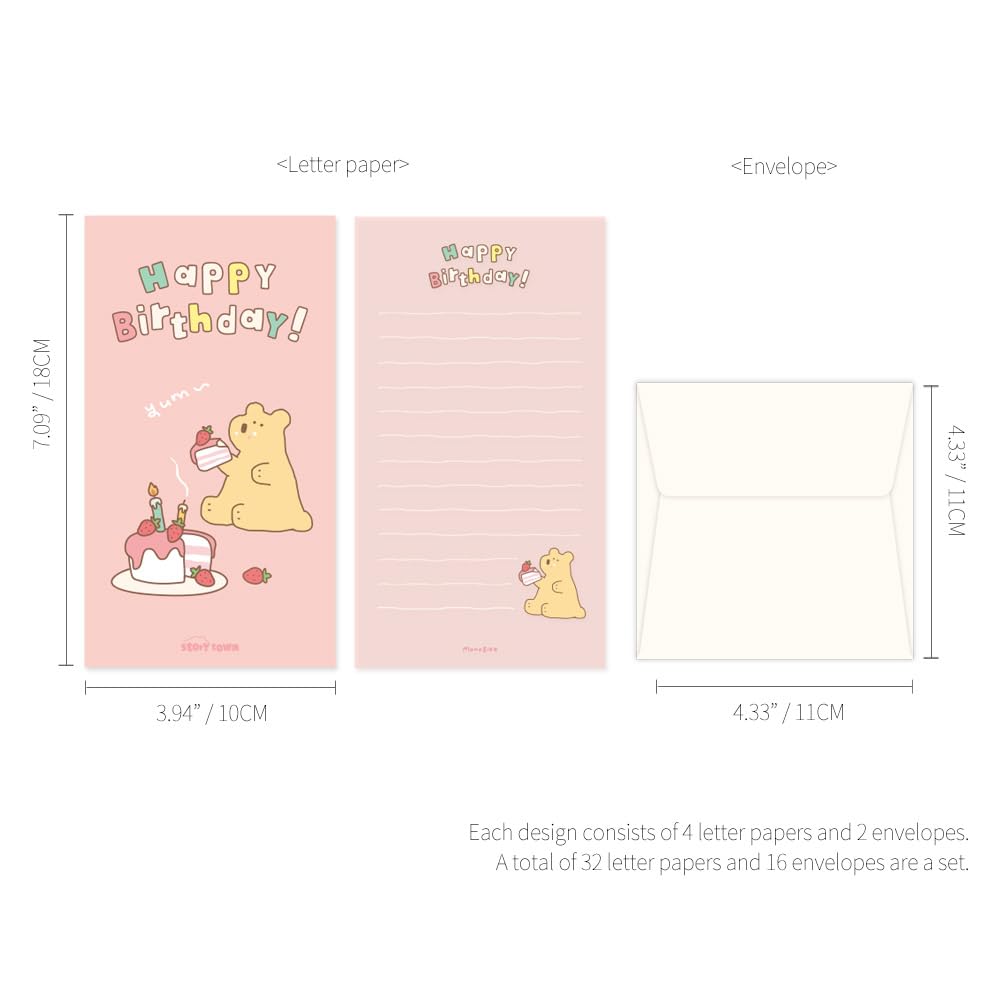 <Letter paper>
<Envelope>
Happy
Birthday!
yum
story town
7.09” / 18CM
3.94” / 10CM
Happy
Birthday!
4.33” / 11CM
4.33” / 11CM
Each design consists of 4 letter papers and 2 envelopes.
A total of 32 letter papers and 16 envelopes are a set.